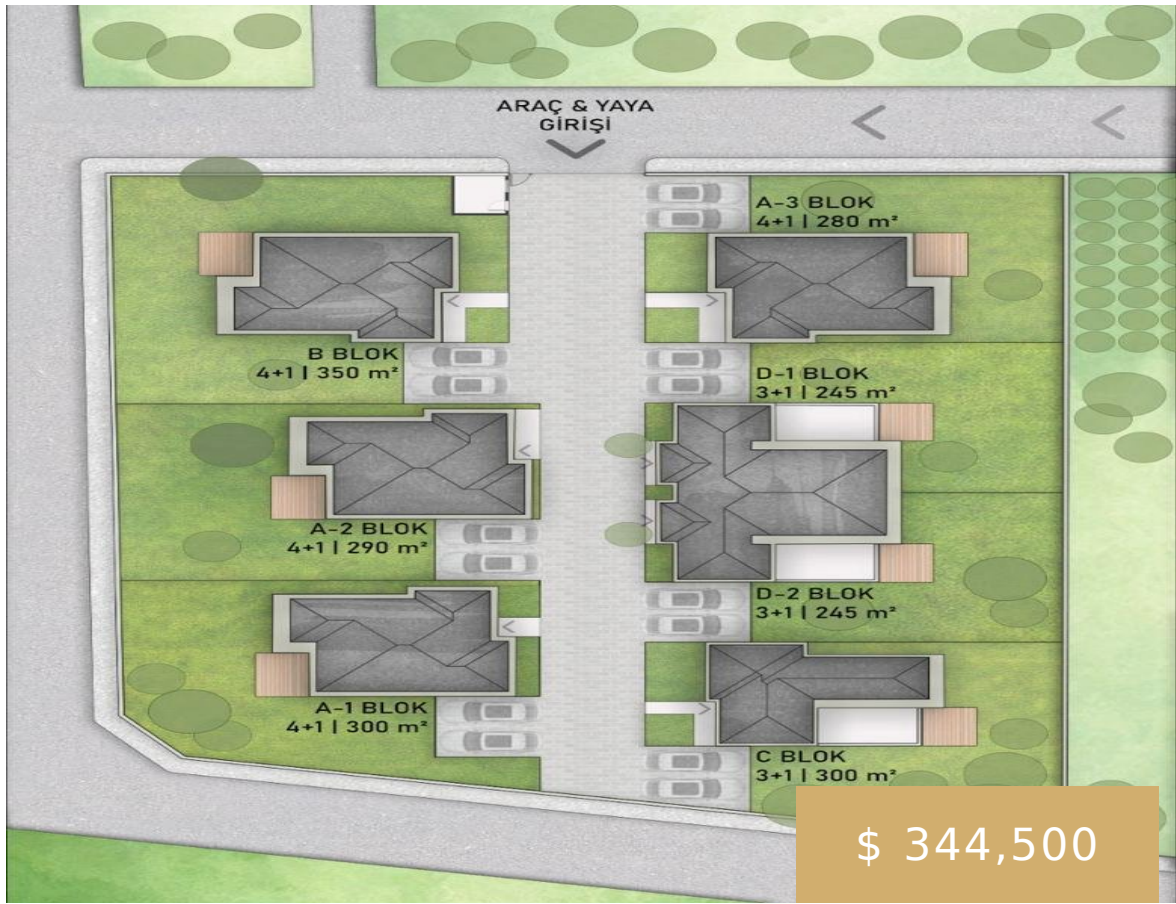 ARAÇ & YAYA
GİRİŞİ
A-3 BLOK
4+1 | 280 m²
B BLOK
4+1 | 350 m²
D-1 BLOK
3+1 | 245 m²
A-2 BLOK
4+1 | 290 m²
D-2 BLOK
3+1 | 245 m²
A-1 BLOK
4+1 | 300 m²
C BLOK
3+1 | 300 m²
$ 344,500